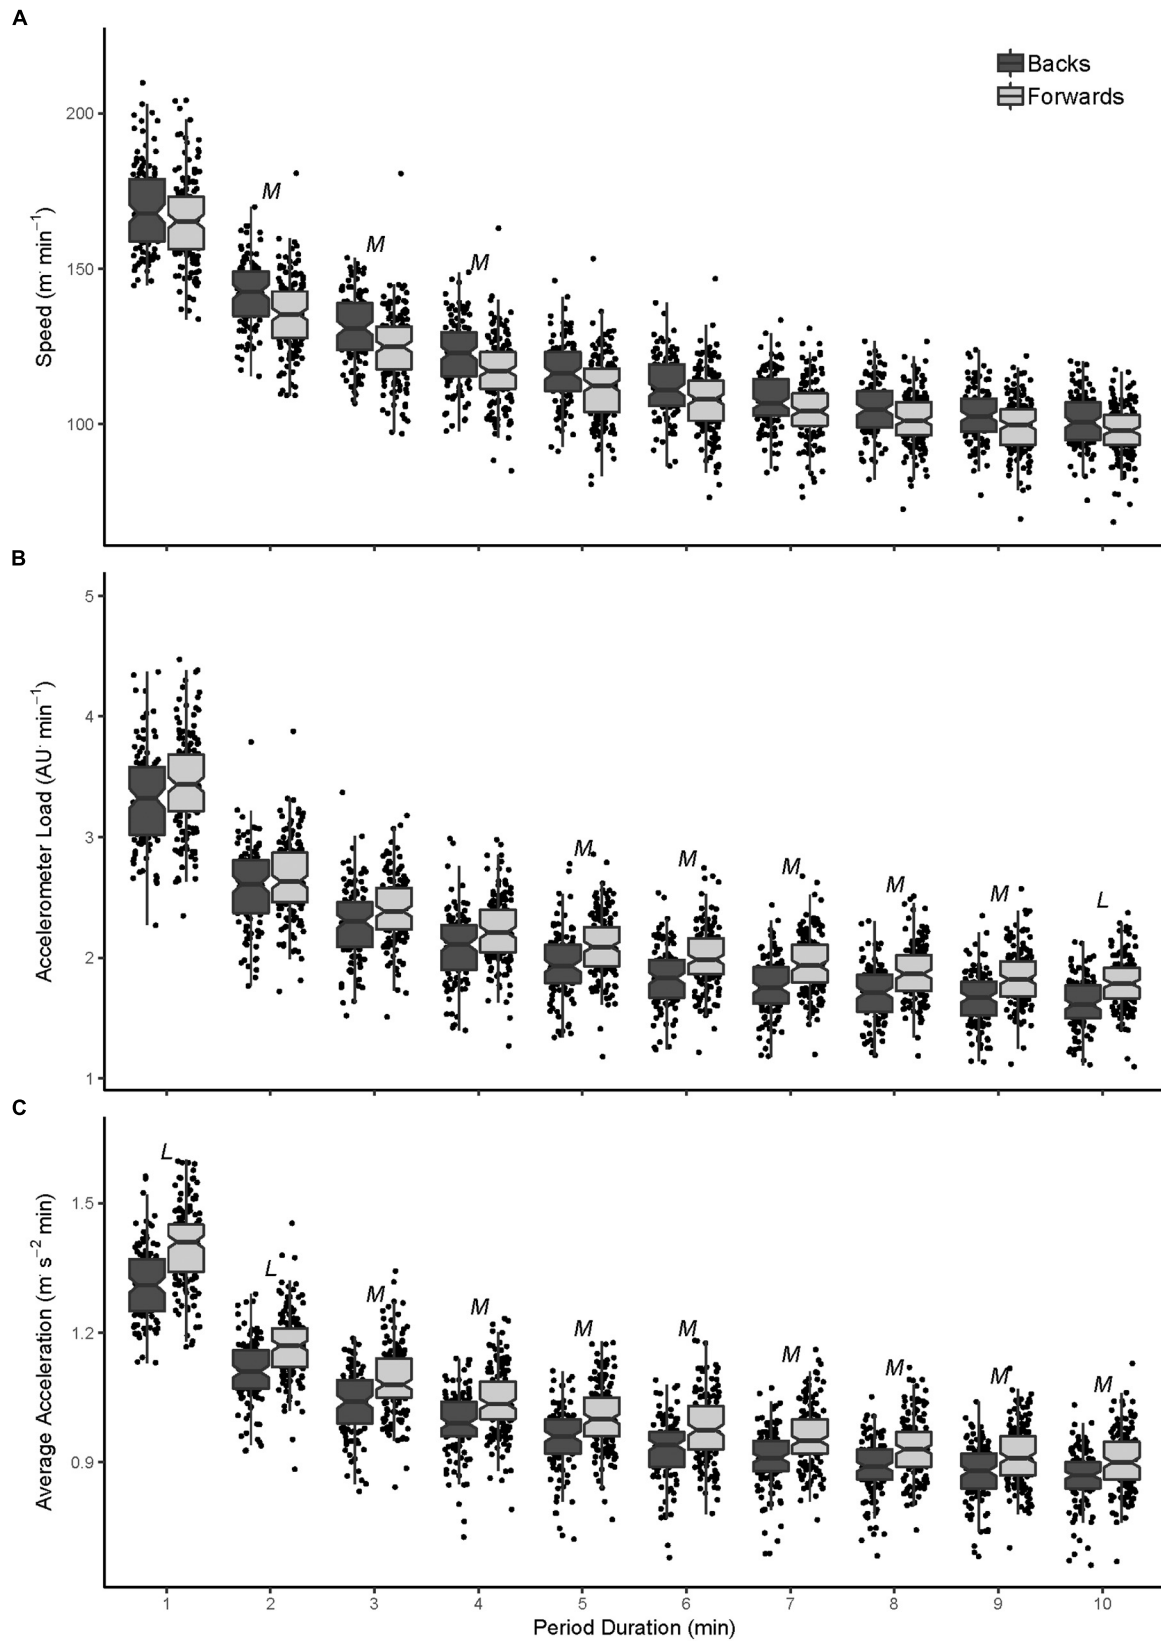 A
Backs
Forwards
200
150
100
Speed (m· min⁻¹)
M
M
M
B
5
4
3
2
1
Accelerometer Load (AU· min⁻¹)
M
M
M
M
M
L
C
1.5
1.2
0.9
Average Acceleration (m· s⁻² min)
L
L
M
M
M
M
M
M
M
M
1 2 3 4 5 6 7 8 9 10
Period Duration (min)